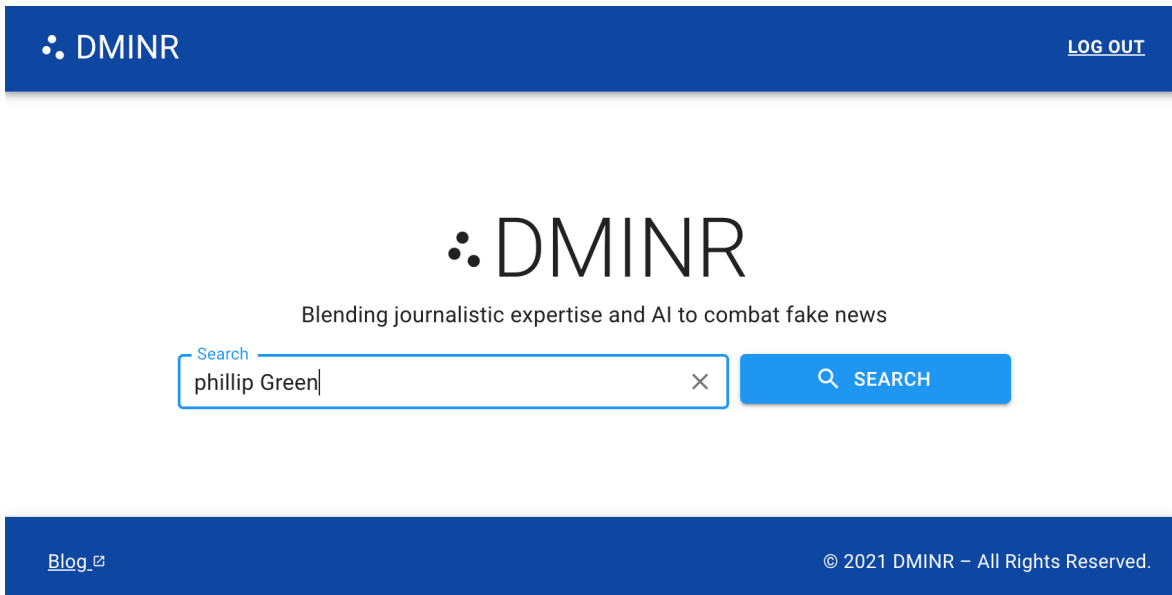 DMINR
LOG OUT
DMINR
Blending journalistic expertise and AI to combat fake news
Search
phillip Green
SEARCH
Blog
© 2021 DMINR – All Rights Reserved.